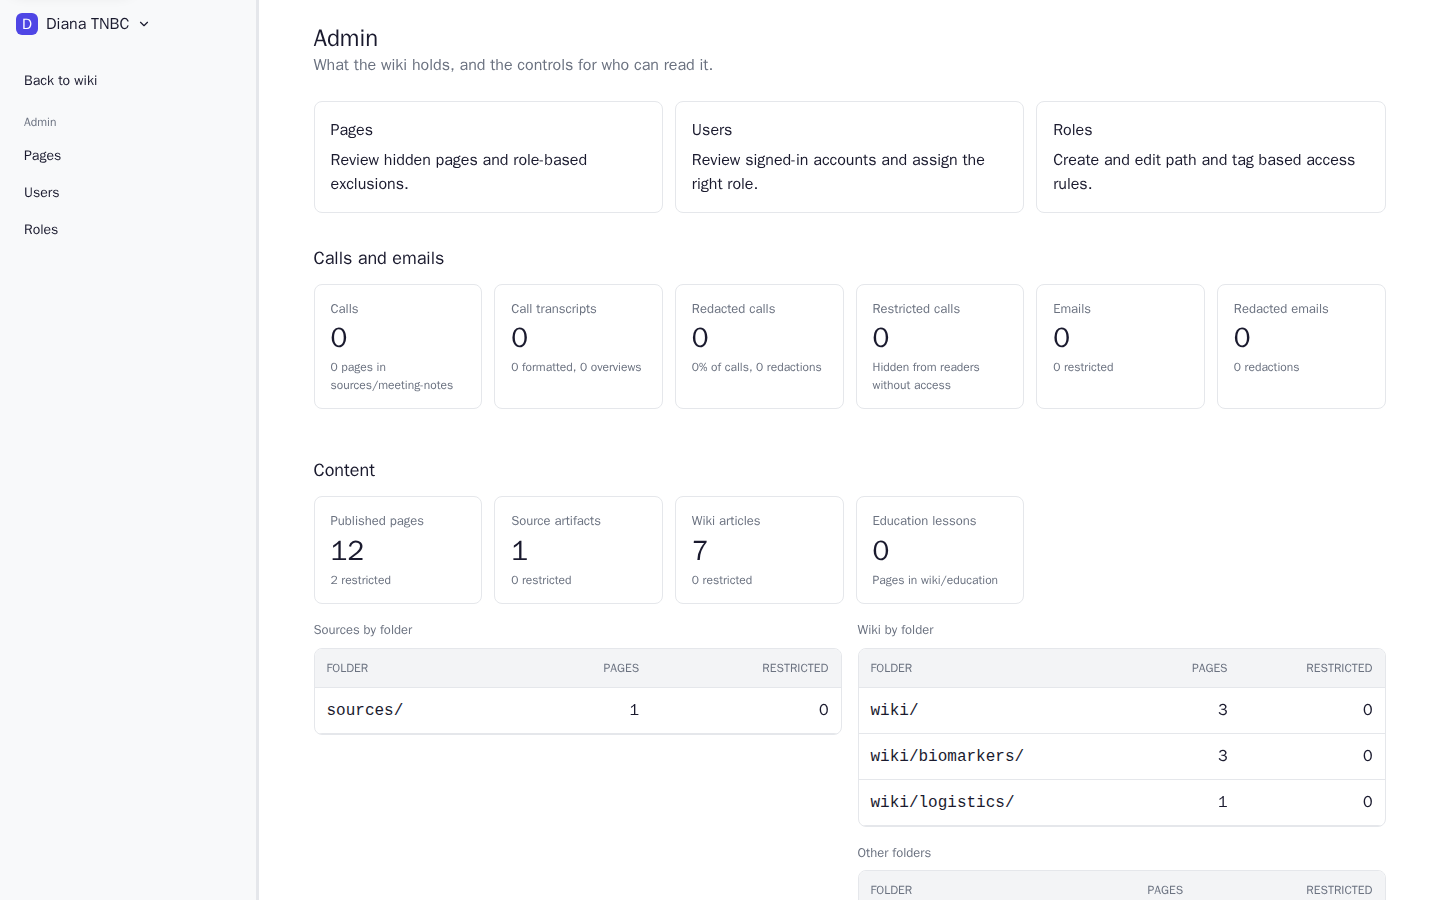 D Diana TNBC
Back to wiki
Admin
Pages
Users
Roles
Admin
What the wiki holds, and the controls for who can read it.
Pages
Review hidden pages and role-based
exclusions.
Users
Review signed-in accounts and assign the
right role.
Roles
Create and edit path and tag based access
rules.
Calls and emails
Calls
0
0 pages in
sources/meeting-notes
Call transcripts
0
0 formatted, 0 overviews
Redacted calls
0
0% of calls, 0 redactions
Restricted calls
0
Hidden from readers
without access
Emails
0
0 restricted
Redacted emails
0
0 redactions
Content
Published pages
12
2 restricted
Source artifacts
1
0 restricted
Wiki articles
7
0 restricted
Education lessons
0
Pages in wiki/education
Sources by folder
FOLDER PAGES RESTRICTED
sources/ 1 0
Wiki by folder
FOLDER PAGES RESTRICTED
wiki/ 3 0
wiki/biomarkers/ 3 0
wiki/logistics/ 1 0
Other folders
FOLDER PAGES RESTRICTED